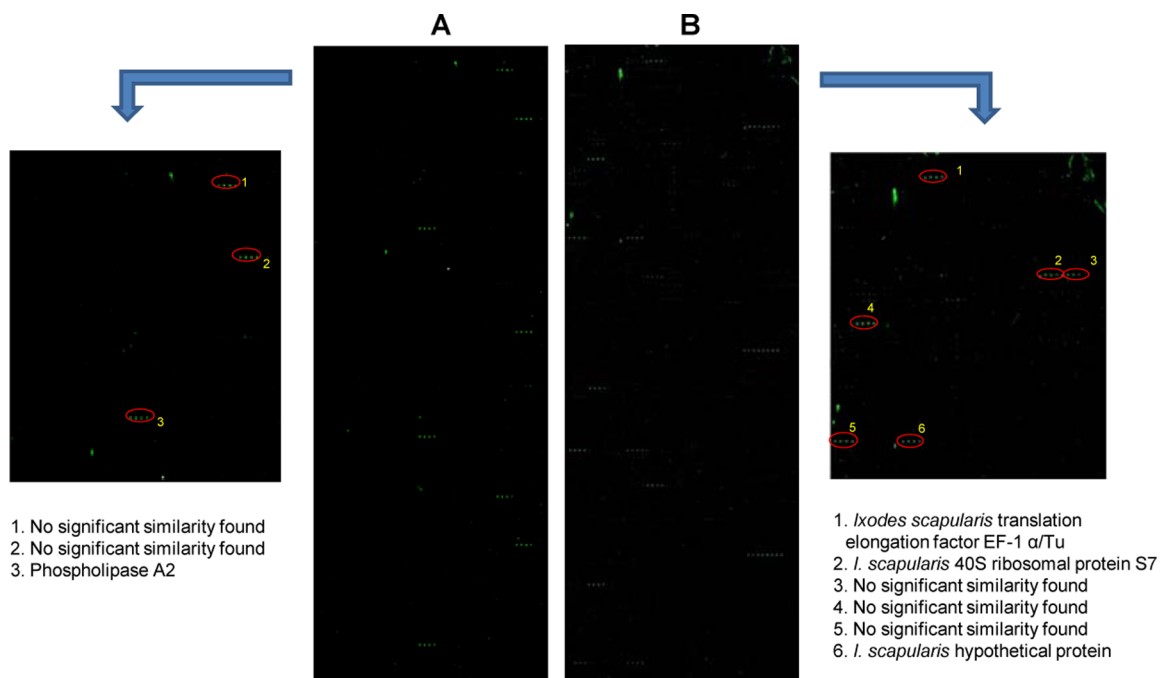 A
B
1
2
3
1
2
3
4
5
6
1. No significant similarity found
2. No significant similarity found
3. Phospholipase A2
1. Ixodes scapularis translation
elongation factor EF-1 α/Tu
2. I. scapularis 40S ribosomal protein S7
3. No significant similarity found
4. No significant similarity found
5. No significant similarity found
6. I. scapularis hypothetical protein